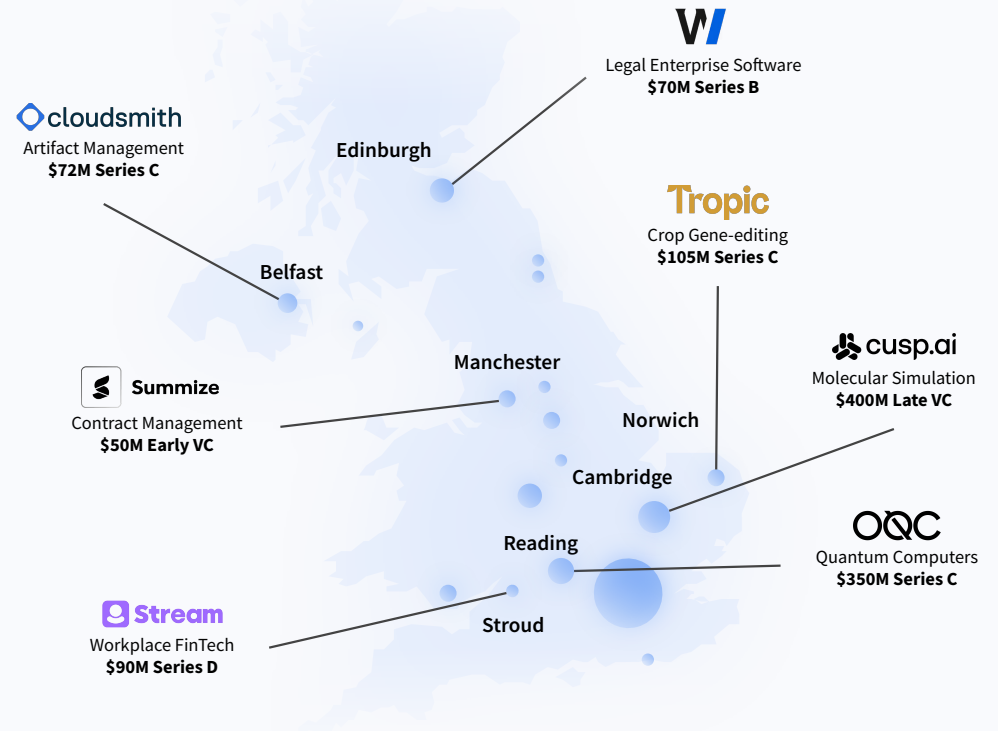 W
Legal Enterprise Software
$70M Series B
cloudsmith
Artifact Management
$72M Series C
Edinburgh
Tropic
Crop Gene-editing
$105M Series C
Belfast
cusp.ai
Molecular Simulation
$400M Late VC
Manchester
Summize
Contract Management
$50M Early VC
Norwich
Cambridge
OQC
Quantum Computers
$350M Series C
Reading
Stream
Workplace FinTech
$90M Series D
Stroud